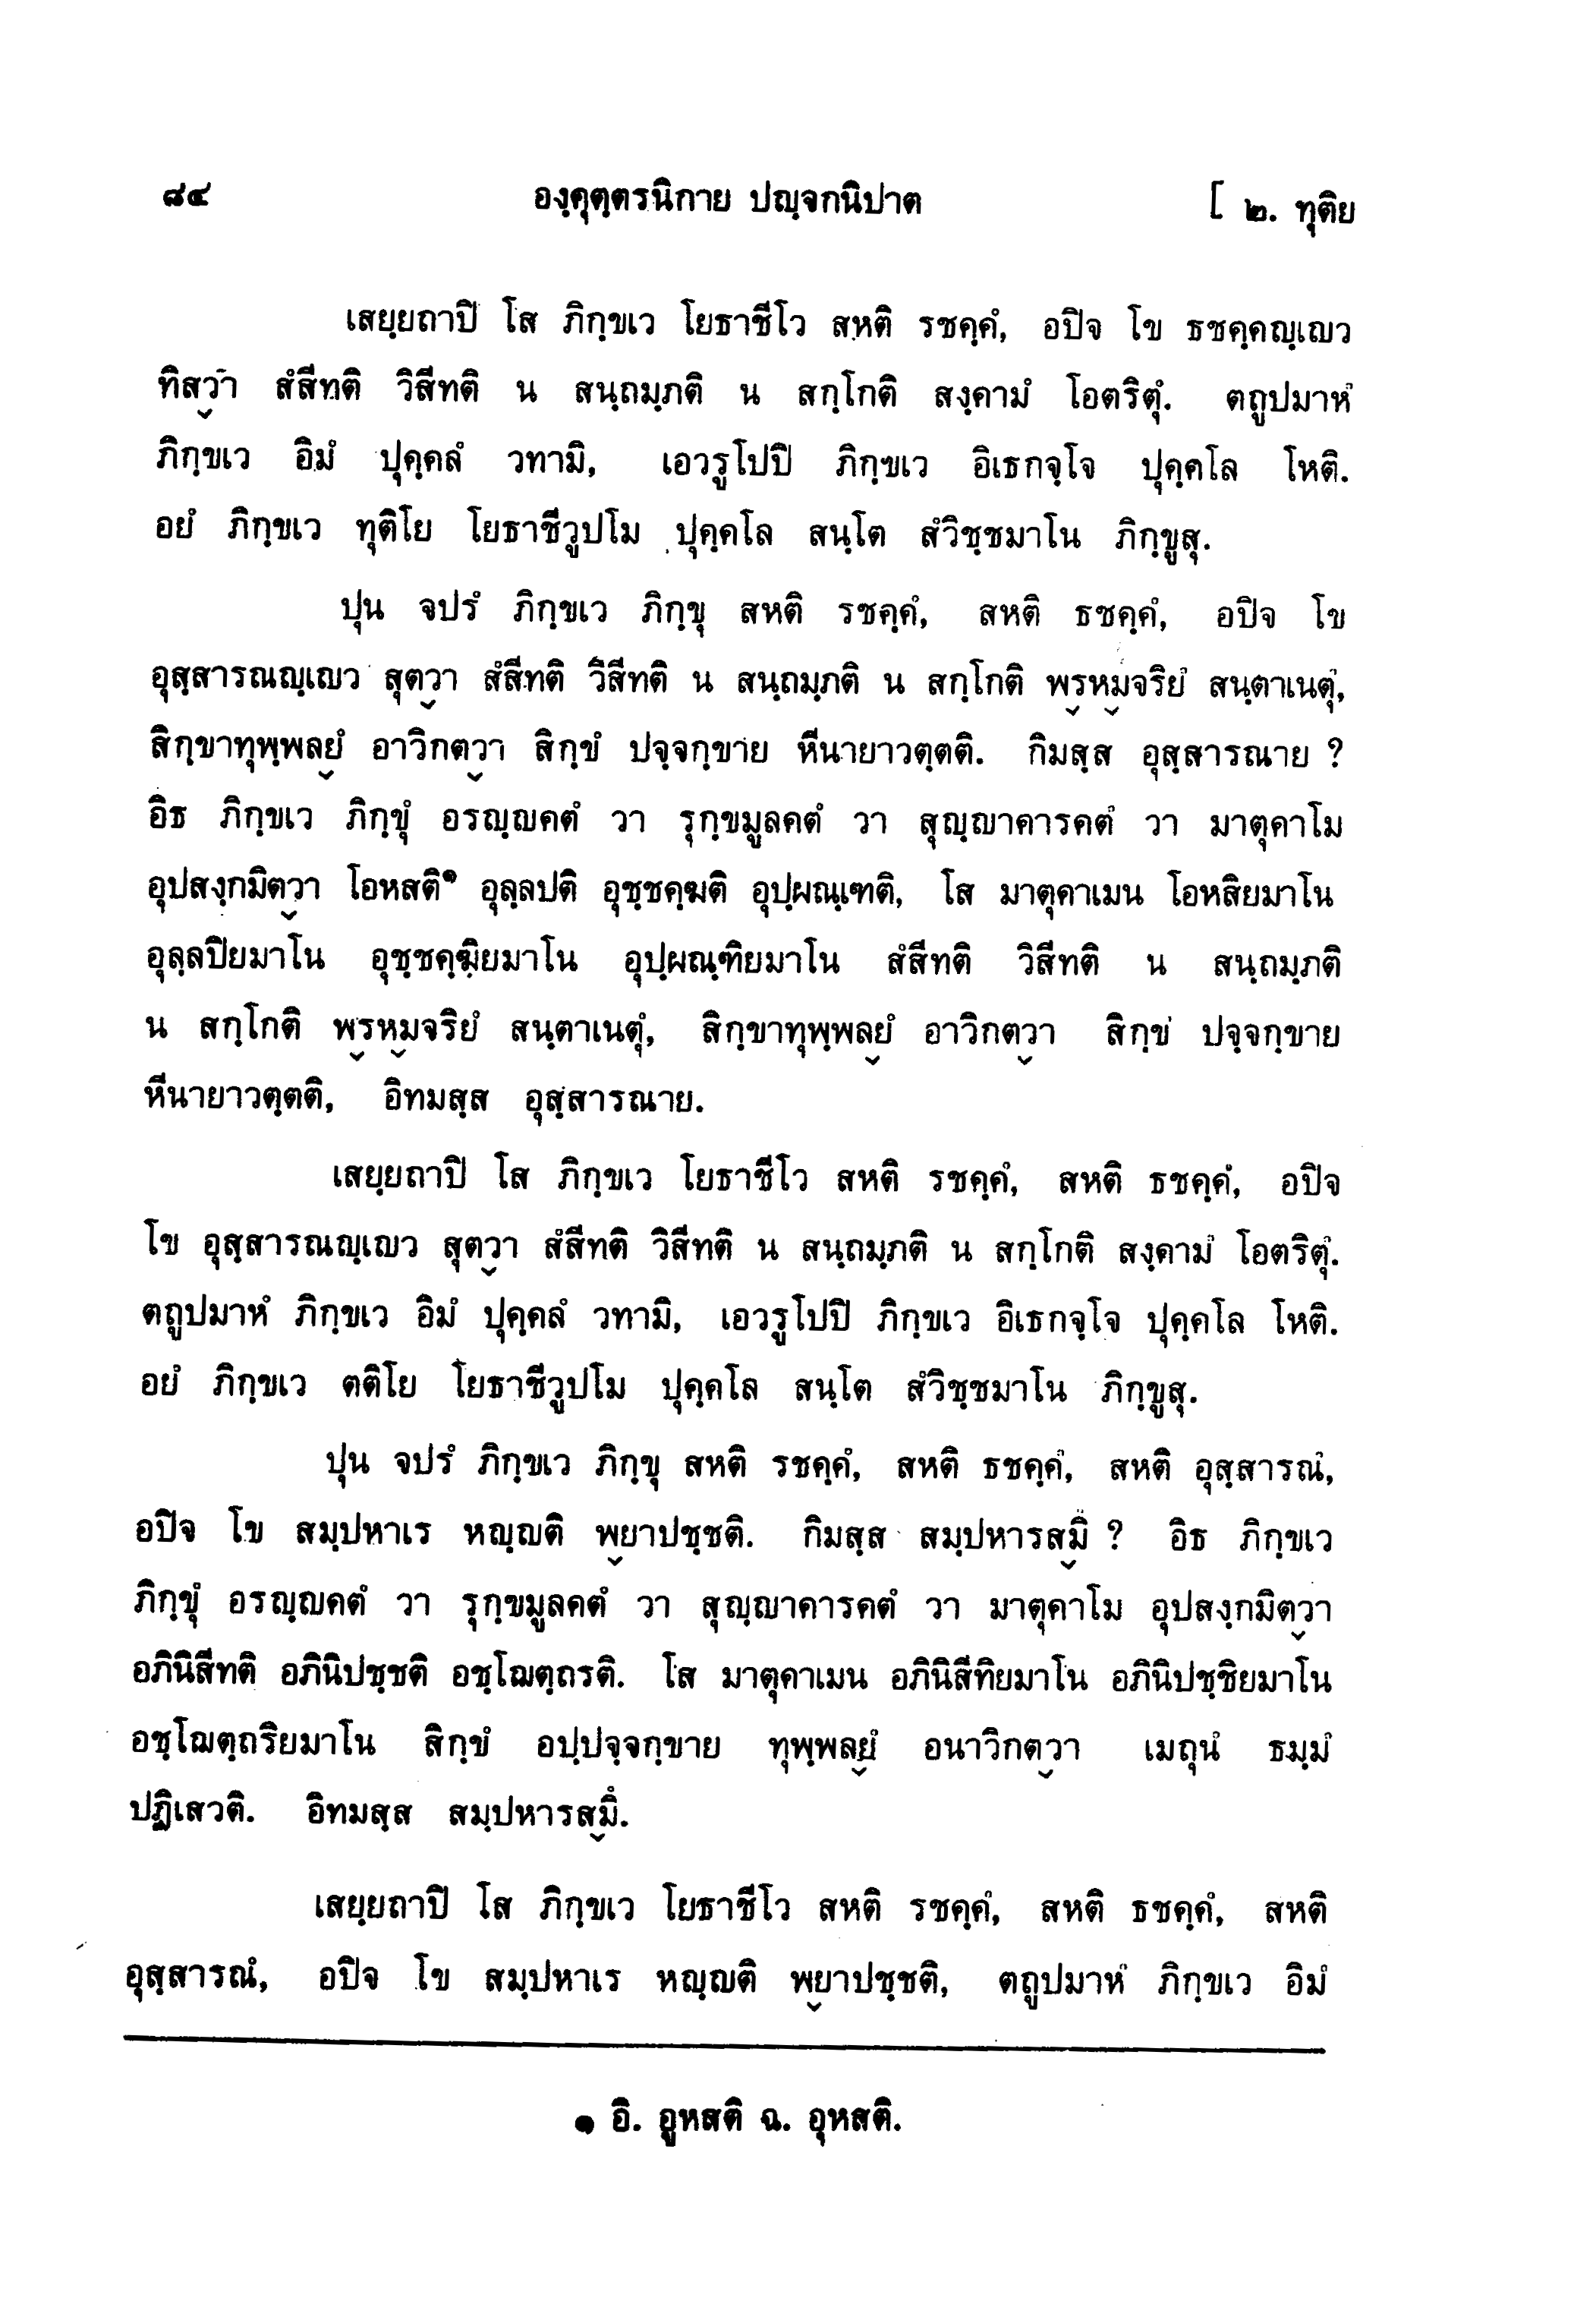 ๘๔ องฺคุตฺตรนิกาย ปญฺจกนิปาต [ ๒. ทุติย
เสยฺยถาปิ โส ภิกฺขเว โยธาชีโว สหติ รชคฺคํ, อปิจ โข ธชคฺคญฺเญว
ทิสฺวา สํสีทติ วิสีทติ น สนฺถมฺภติ น สกฺโกติ สงฺคามํ โอตริตุํ. ตถูปมาหํ
ภิกฺขเว อิมํ ปุคฺคลํ วทามิ, เอวรูโปปิ ภิกฺขเว อิเธกจฺโจ ปุคฺคโล โหติ.
อยํ ภิกฺขเว ทุติโย โยธาชีวูปโม ปุคฺคโล สนฺโต สํวิชฺชมาโน ภิกฺขูสุ.
ปุน จปรํ ภิกฺขเว ภิกฺขุ สหติ รชคฺคํ, สหติ ธชคฺคํ, อปิจ โข
อุสฺสารณญฺเญว สุตฺวา สํสีทติ วิสีทติ น สนฺถมฺภติ น สกฺโกติ พฺรหฺมจริยํ สนฺตาเนตุํ,
สิกฺขาทุพฺพลฺยํ อาวิกตฺวา สิกฺขํ ปจฺจกฺขาย หีนายาวตฺตติ. กิมสฺส อุสฺสารณาย ?
อิธ ภิกฺขเว ภิกฺขุํ อรญฺญคตํ วา รุกฺขมูลคตํ วา สุญฺญาคารคตํ วา มาตุคาโม
อุปสงฺกมิตฺวา โอหสติ๑ อุลฺลปติ อุชฺชคฺฆติ อุปฺผณฺเฑติ, โส มาตุคาเมน โอหสิยมาโน
อุลฺลปิยมาโน อุชฺชคฺฆิยมาโน อุปฺผณฺฑิยมาโน สํสีทติ วิสีทติ น สนฺถมฺภติ
น สกฺโกติ พฺรหฺมจริยํ สนฺตาเนตุํ, สิกฺขาทุพฺพลฺยํ อาวิกตฺวา สิกฺขํ ปจฺจกฺขาย
หีนายาวตฺตติ, อิทมสฺส อุสฺสารณาย.
เสยฺยถาปิ โส ภิกฺขเว โยธาชีโว สหติ รชคฺคํ, สหติ ธชคฺคํ, อปิจ
โข อุสฺสารณญฺเญว สุตฺวา สํสีทติ วิสีทติ น สนฺถมฺภติ น สกฺโกติ สงฺคามํ โอตริตุํ.
ตถูปมาหํ ภิกฺขเว อิมํ ปุคฺคลํ วทามิ, เอวรูโปปิ ภิกฺขเว อิเธกจฺโจ ปุคฺคโล โหติ.
อยํ ภิกฺขเว ตติโย โยธาชีวูปโม ปุคฺคโล สนฺโต สํวิชฺชมาโน ภิกฺขูสุ.
ปุน จปรํ ภิกฺขเว ภิกฺขุ สหติ รชคฺคํ, สหติ ธชคฺคํ, สหติ อุสฺสารณํ,
อปิจ โข สมฺปหาเร หญฺญติ พฺยาปชฺชติ. กิมสฺส สมฺปหารสฺมิํ ? อิธ ภิกฺขเว
ภิกฺขุํ อรญฺญคตํ วา รุกฺขมูลคตํ วา สุญฺญาคารคตํ วา มาตุคาโม อุปสงฺกมิตฺวา
อภินิสีทติ อภินิปชฺชติ อชฺโฌตฺถรติ. โส มาตุคาเมน อภินิสีทิยมาโน อภินิปชฺชิยมาโน
อชฺโฌตฺถริยมาโน สิกฺขํ อปฺปจฺจกฺขาย ทุพฺพลฺยํ อนาวิกตฺวา เมถุนํ ธมฺมํ
ปฏิเสวติ. อิทมสฺส สมฺปหารสฺมิํ.
เสยฺยถาปิ โส ภิกฺขเว โยธาชีโว สหติ รชคฺคํ, สหติ ธชคฺคํ, สหติ
อุสฺสารณํ, อปิจ โข สมฺปหาเร หญฺญติ พฺยาปชฺชติ, ตถูปมาหํ ภิกฺขเว อิมํ
๑ อิ. อูหสติ ฉ. อุหสติ.